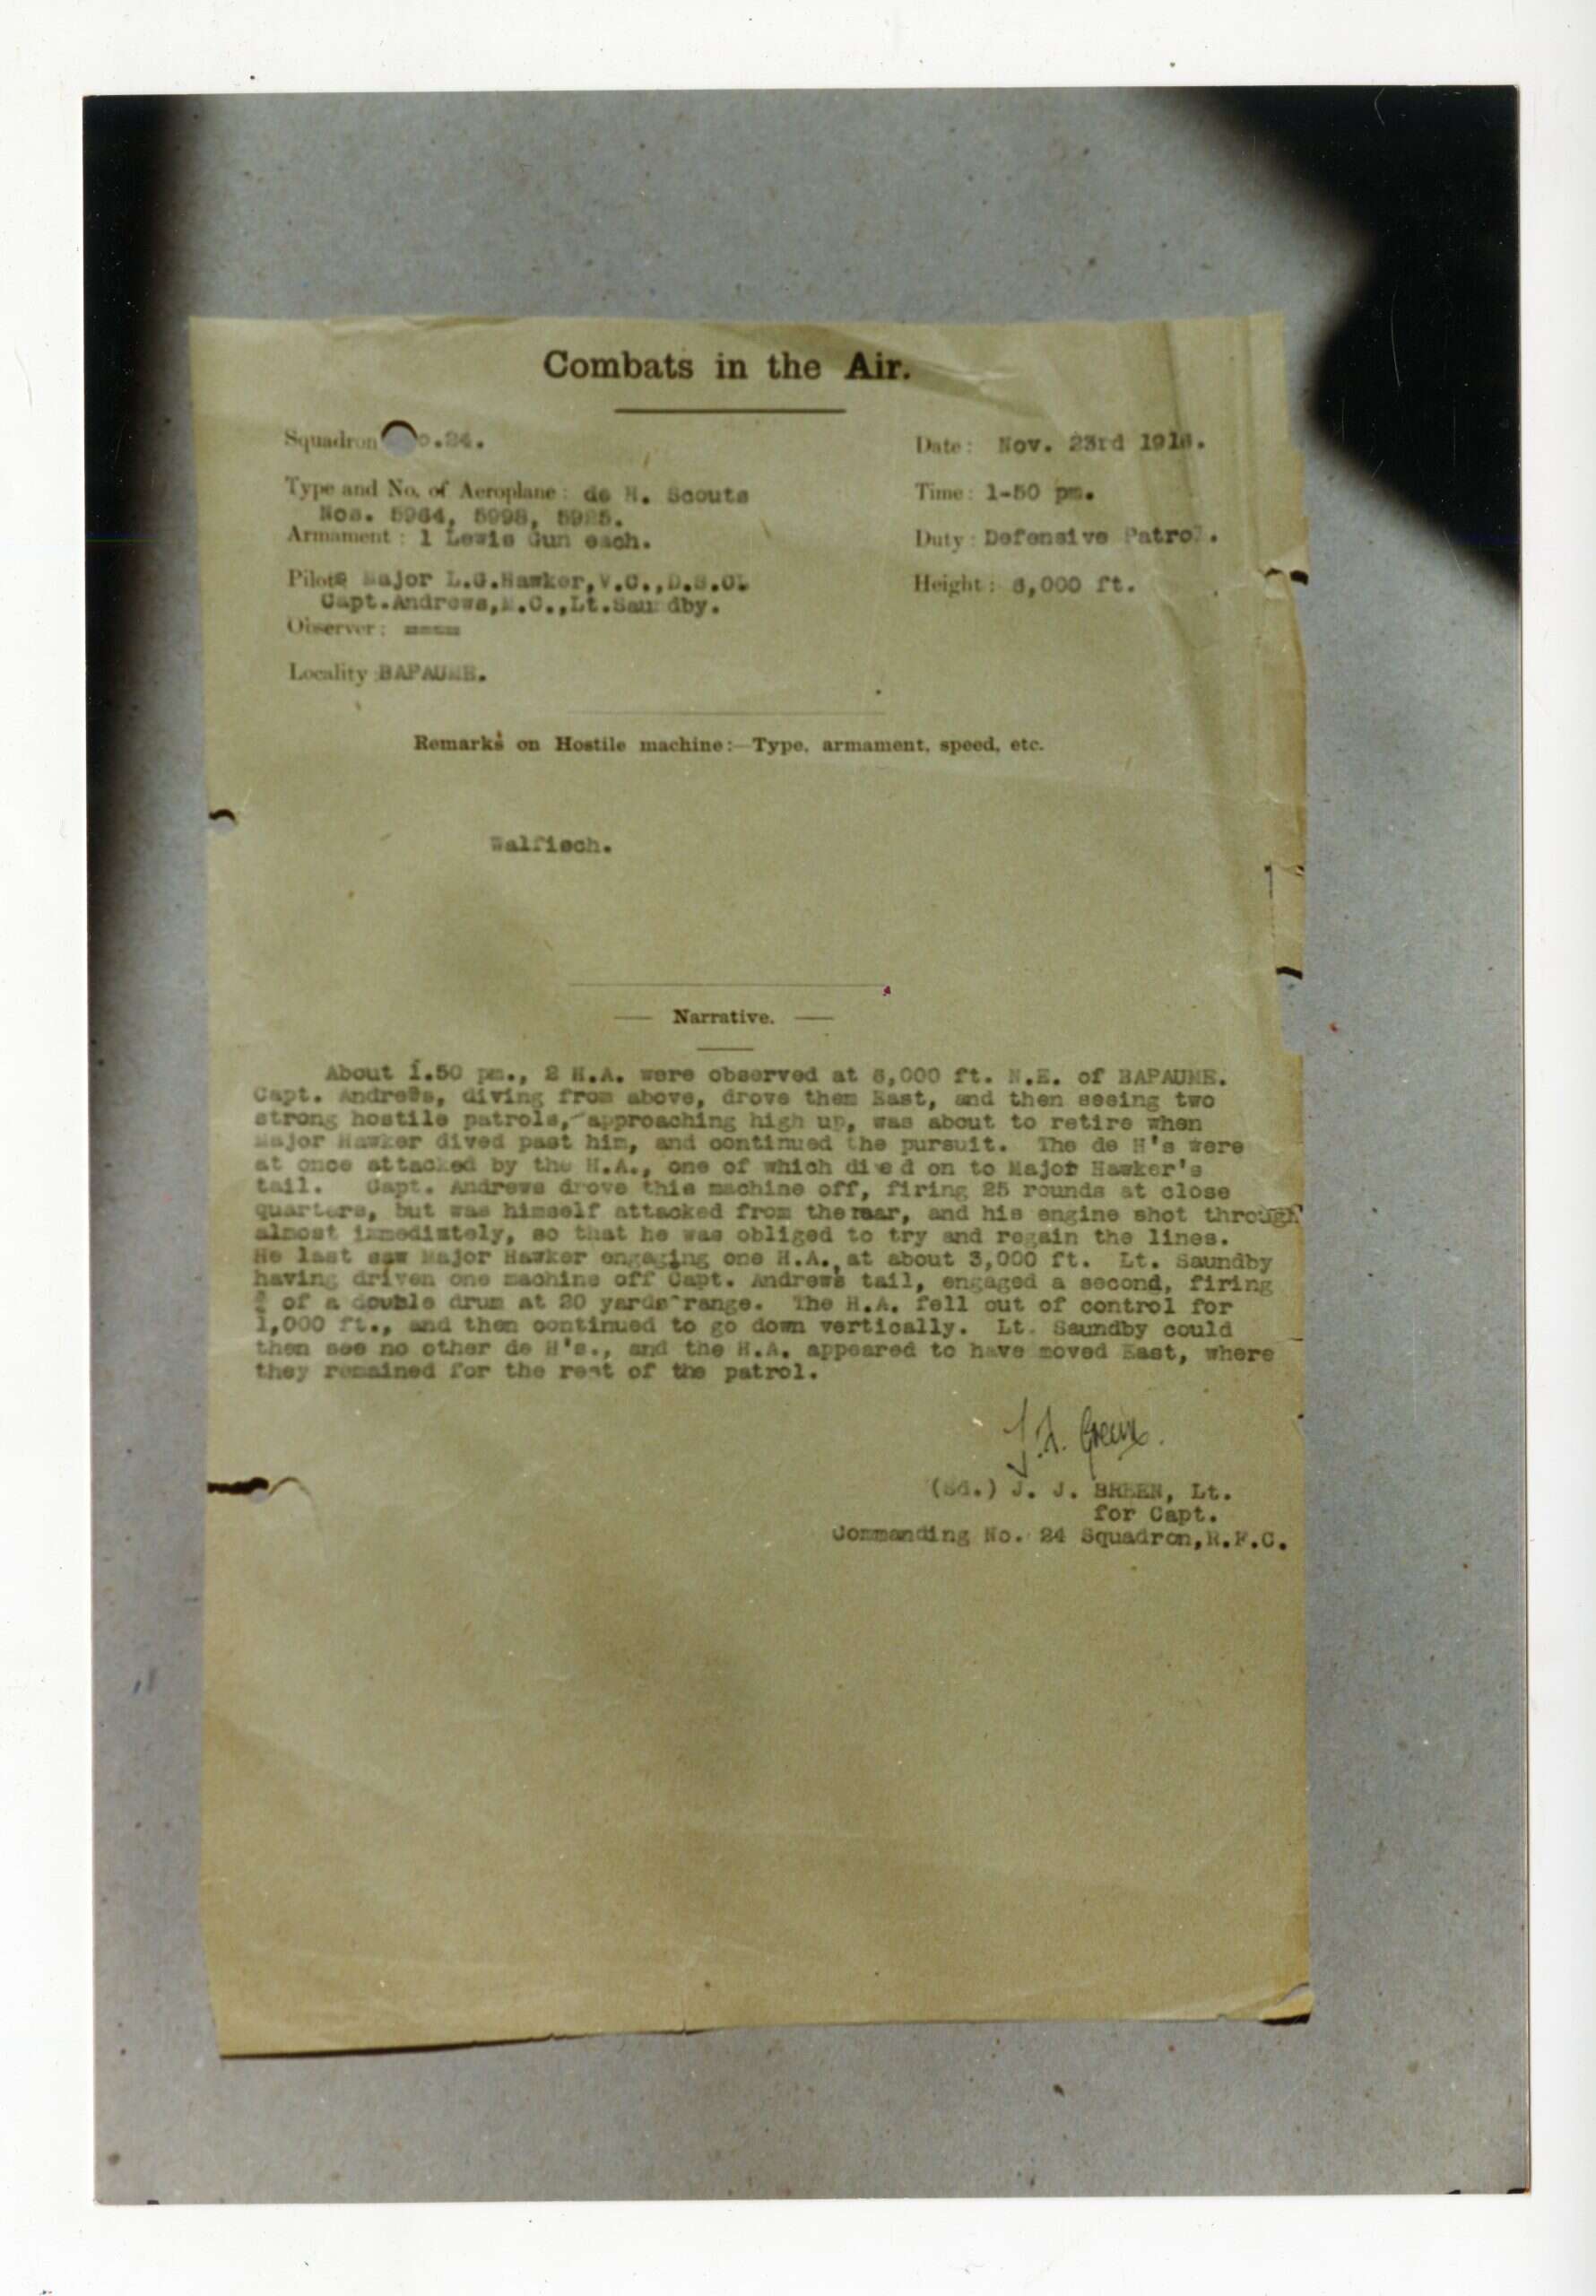 Combats in the Air.
Squadron No.24.
Date: Nov. 23rd 1916.
Type and No. of Aeroplane: de H. Scouts
Time: 1-50 pm.
Nos. 5964, 5998, 5925.
Armament: 1 Lewis Gun each.
Duty: Defensive Patrol.
Pilots Major L.G.Hawker,V.C.,D.S.O.
Height: 6,000 ft.
Capt.Andrews,M.C.,Lt.Saundby.
Observer:
Locality BAPAUME.
Remarks on Hostile machine:—Type, armament, speed, etc.
Walfisch.
— Narrative. —
About 1.50 pm., 2 H.A. were observed at 6,000 ft. N.E. of BAPAUME.
Capt. Andrews, diving from above, drove them East, and then seeing two
strong hostile patrols, approaching high up, was about to retire when
Major Hawker dived past him, and continued the pursuit. The de H's were
at once attacked by the H.A., one of which dived on to Major Hawker's
tail. Capt. Andrews drove this machine off, firing 25 rounds at close
quarters, but was himself attacked from the rear, and his engine shot through
almost immediately, so that he was obliged to try and regain the lines.
He last saw Major Hawker engaging one H.A., at about 3,000 ft. Lt. Saundby
having driven one machine off Capt. Andrews tail, engaged a second, firing
of a double drum at 20 yards range. The H.A. fell out of control for
1,000 ft., and then continued to go down vertically. Lt. Saundby could
then see no other de H's., and the H.A. appeared to have moved East, where
they remained for the rest of the patrol.
(Sd.) J. J. BREEN, Lt.
for Capt.
Commanding No. 24 Squadron,R.F.C.